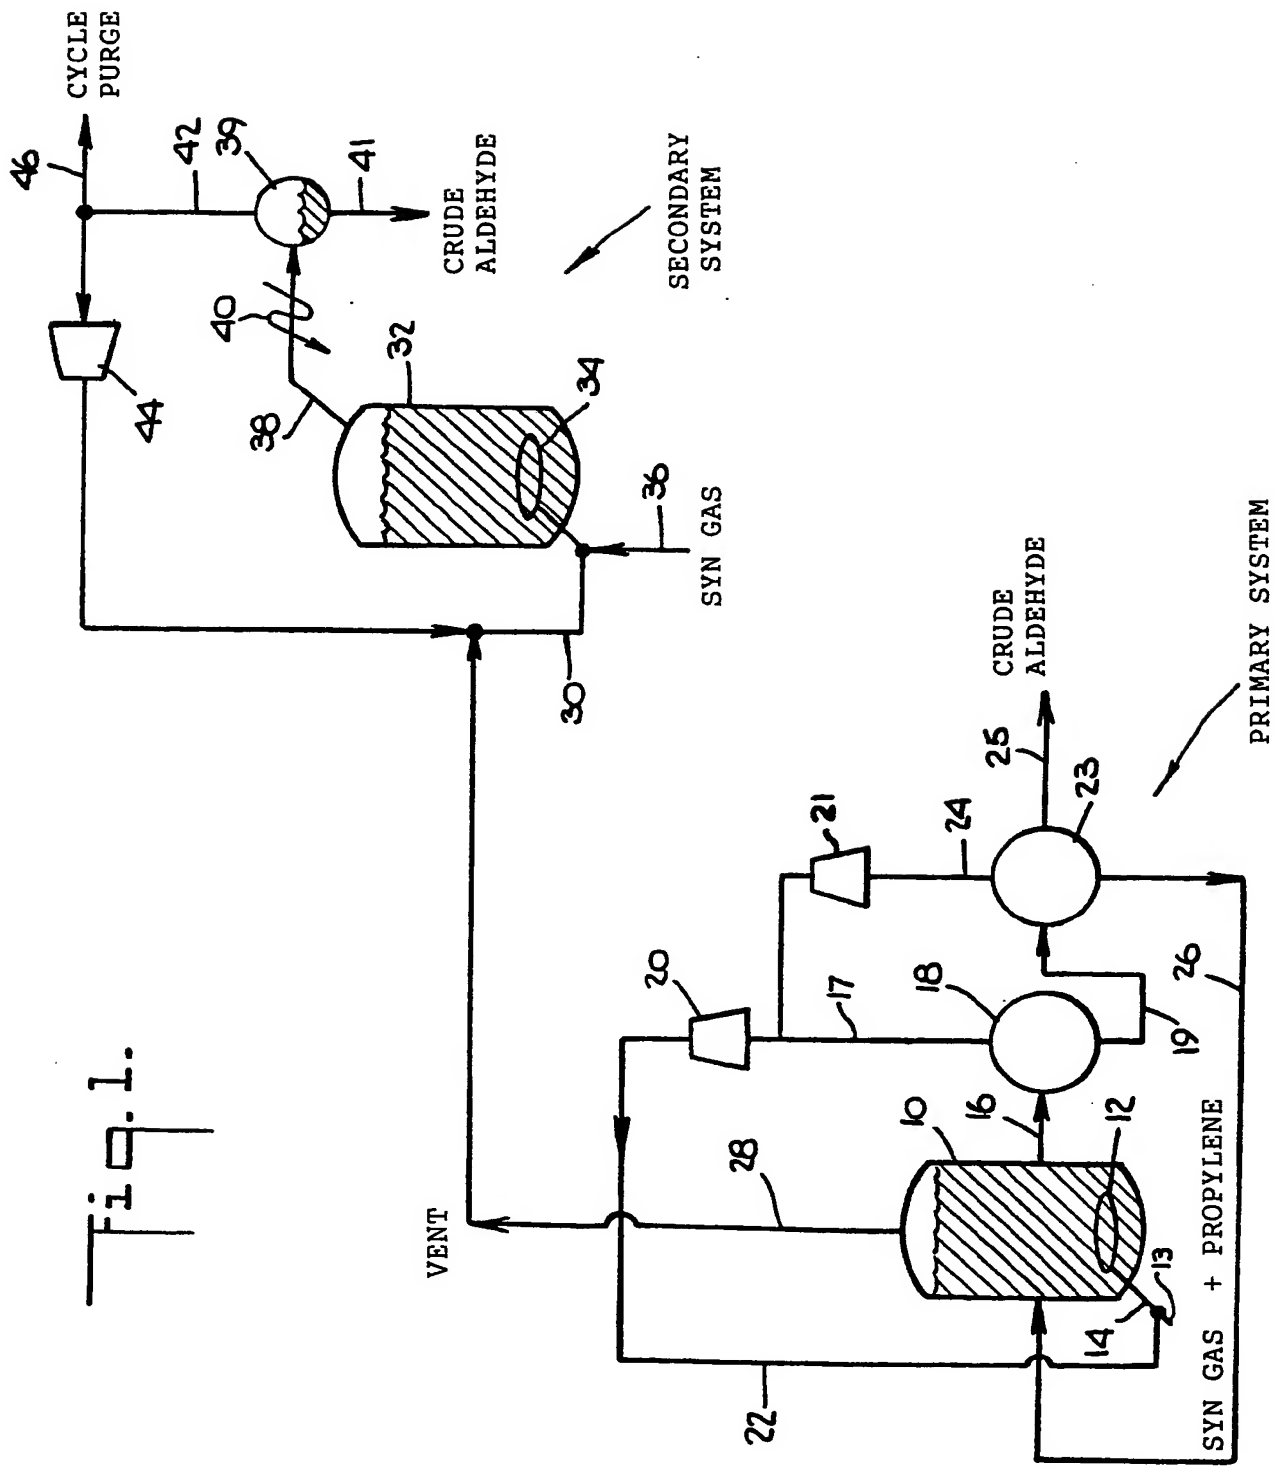 Fig.1.
CYCLE
PURGE
46
42
39
41
CRUDE
ALDEHYDE
SECONDARY
SYSTEM
44
40
38
32
34
36
SYN GAS
30
VENT
28
20
21
17
24
25
CRUDE
ALDEHYDE
23
18
19
26
10
16
12
13
14
22
SYN GAS + PROPYLENE
PRIMARY SYSTEM